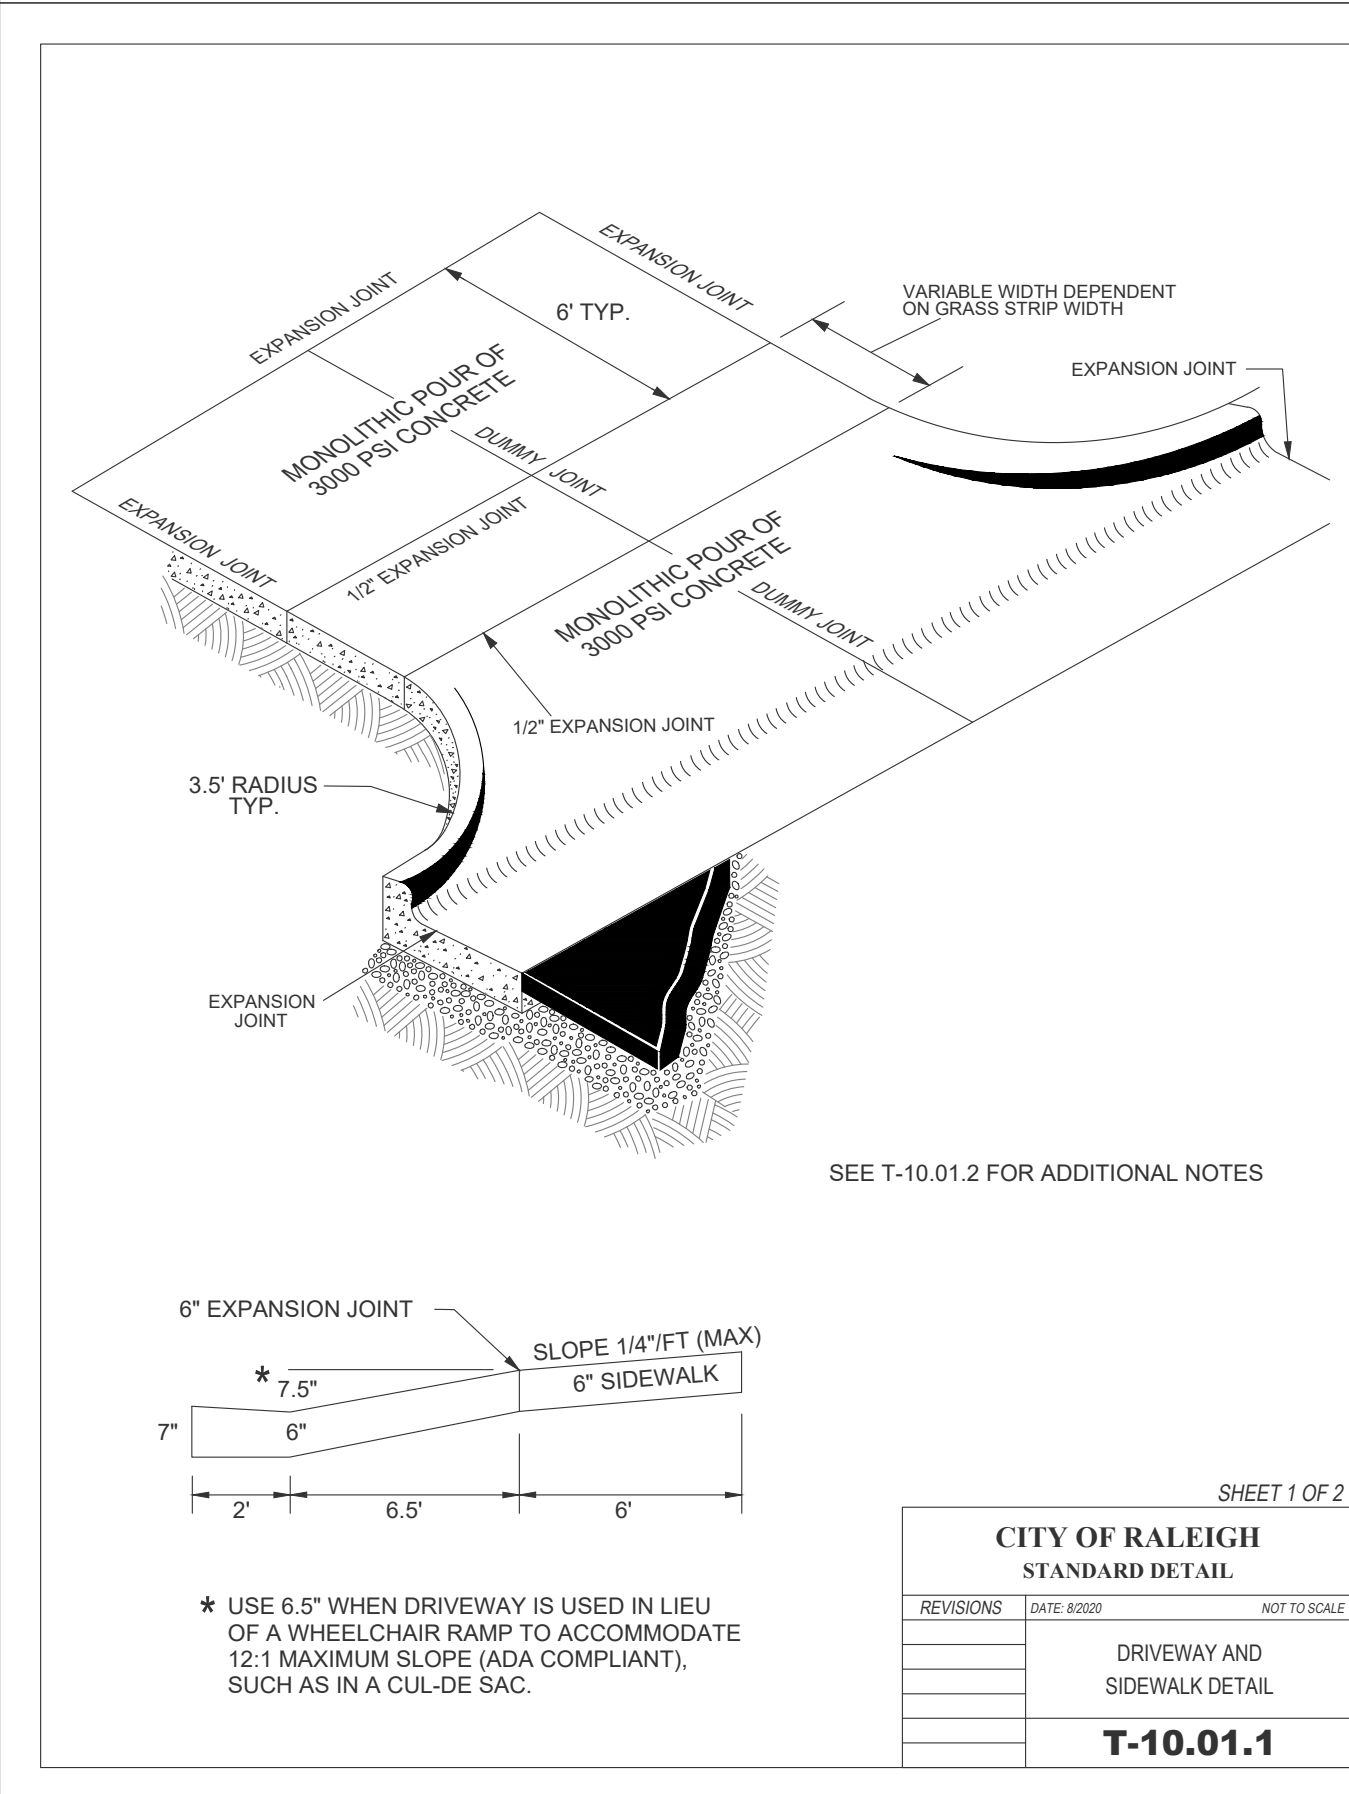 EXPANSION JOINT
EXPANSION JOINT
6' TYP.
VARIABLE WIDTH DEPENDENT
ON GRASS STRIP WIDTH
EXPANSION JOINT
MONOLITHIC POUR OF
3000 PSI CONCRETE
DUMMY JOINT
EXPANSION JOINT
1/2" EXPANSION JOINT
MONOLITHIC POUR OF
3000 PSI CONCRETE
DUMMY JOINT
1/2" EXPANSION JOINT
3.5' RADIUS
TYP.
EXPANSION
JOINT
SEE T-10.01.2 FOR ADDITIONAL NOTES
6" EXPANSION JOINT
SLOPE 1/4"/FT (MAX)
* 7.5"
6" SIDEWALK
7"
6"
2'
6.5'
6'
* USE 6.5" WHEN DRIVEWAY IS USED IN LIEU
OF A WHEELCHAIR RAMP TO ACCOMMODATE
12:1 MAXIMUM SLOPE (ADA COMPLIANT),
SUCH AS IN A CUL-DE SAC.
SHEET 1 OF 2
CITY OF RALEIGH
STANDARD DETAIL
REVISIONS
DATE: 8/2020
NOT TO SCALE
DRIVEWAY AND
SIDEWALK DETAIL
T-10.01.1